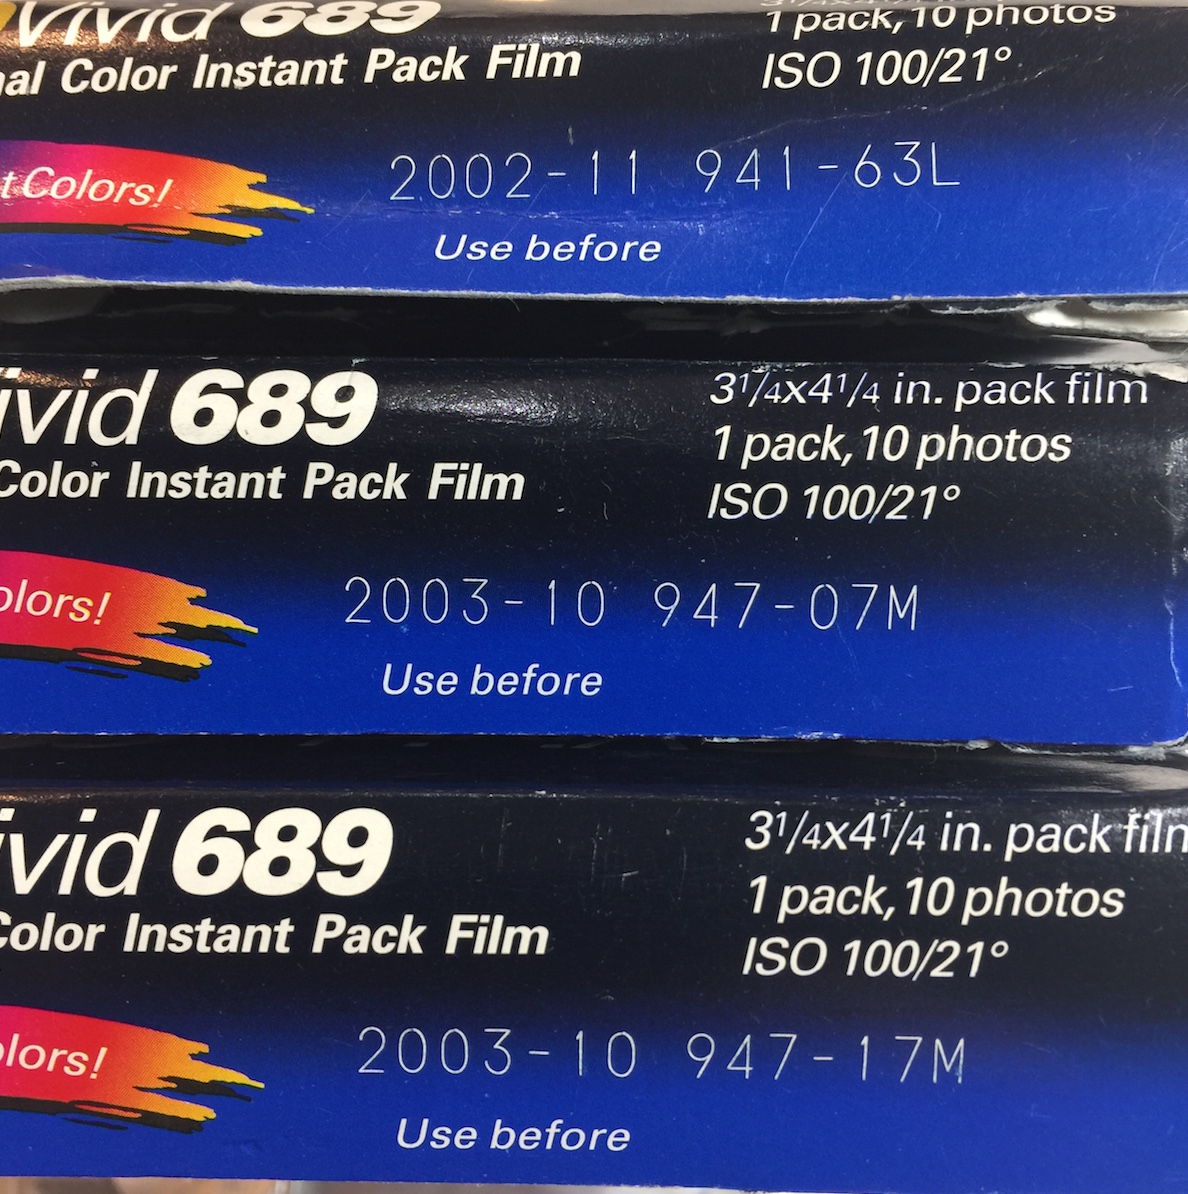 Vivid 689
nal Color Instant Pack Film
1 pack, 10 photos
ISO 100/21°
t Colors!
2002-11 941-63L
Use before
ivid 689
Color Instant Pack Film
3¹/4x4¹/4 in. pack film
1 pack, 10 photos
ISO 100/21°
olors!
2003-10 947-07M
Use before
ivid 689
Color Instant Pack Film
3¹/4x4¹/4 in. pack film
1 pack, 10 photos
ISO 100/21°
olors!
2003-10 947-17M
Use before